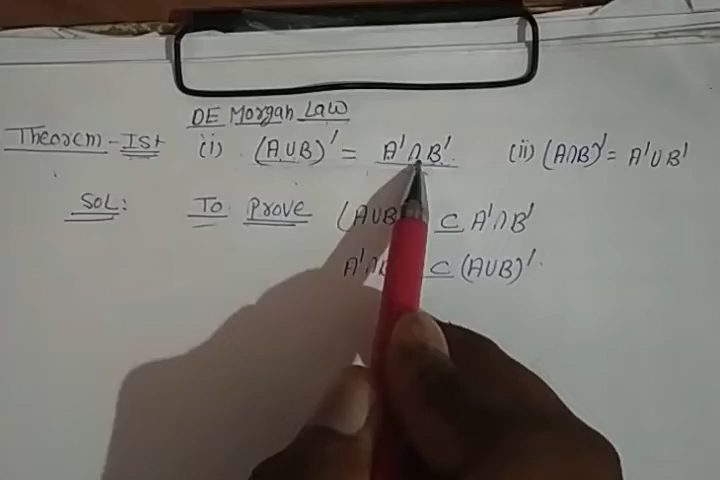 DE Morgan Law
Theorem - Ist (i) (A∪B)' = A'∩B'. (ii) (A∩B)' = A'∪B'
SOL: To Prove (A∪B ⊆ A'∩B'
A'∩ ⊆ (A∪B)'.